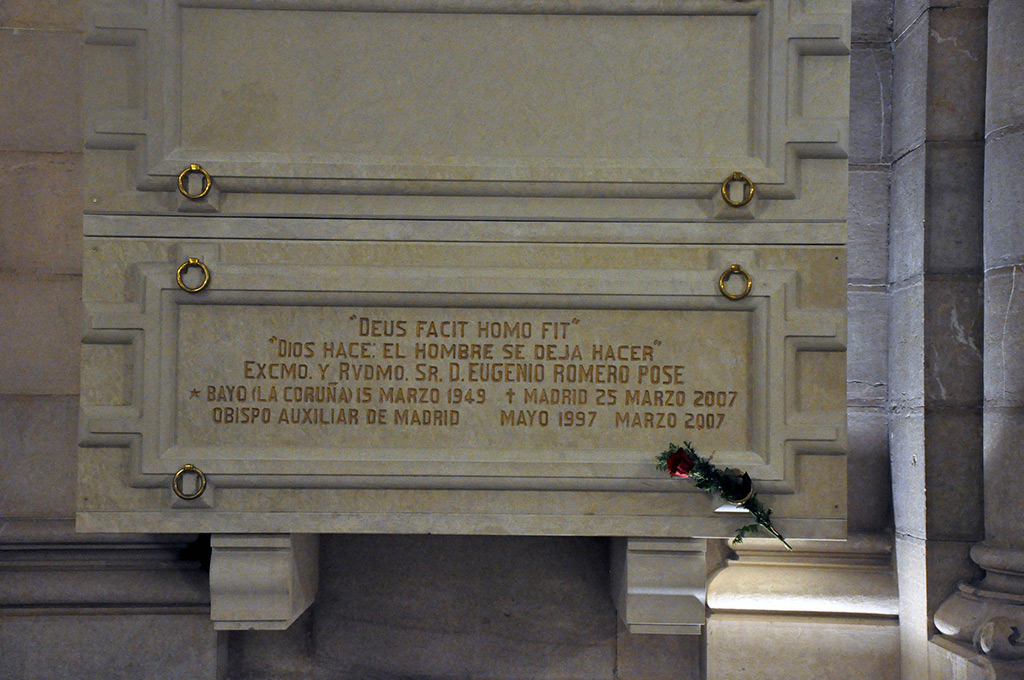 "DEUS FACIT HOMO FIT"
"DIOS HACE: EL HOMBRE SE DEJA HACER"
EXCMO. Y RVDMO. SR. D. EUGENIO ROMERO POSE
* BAYO (LA CORUÑA) 15 MARZO 1949 ✝ MADRID 25 MARZO 2007
OBISPO AUXILIAR DE MADRID MAYO 1997 MARZO 2007